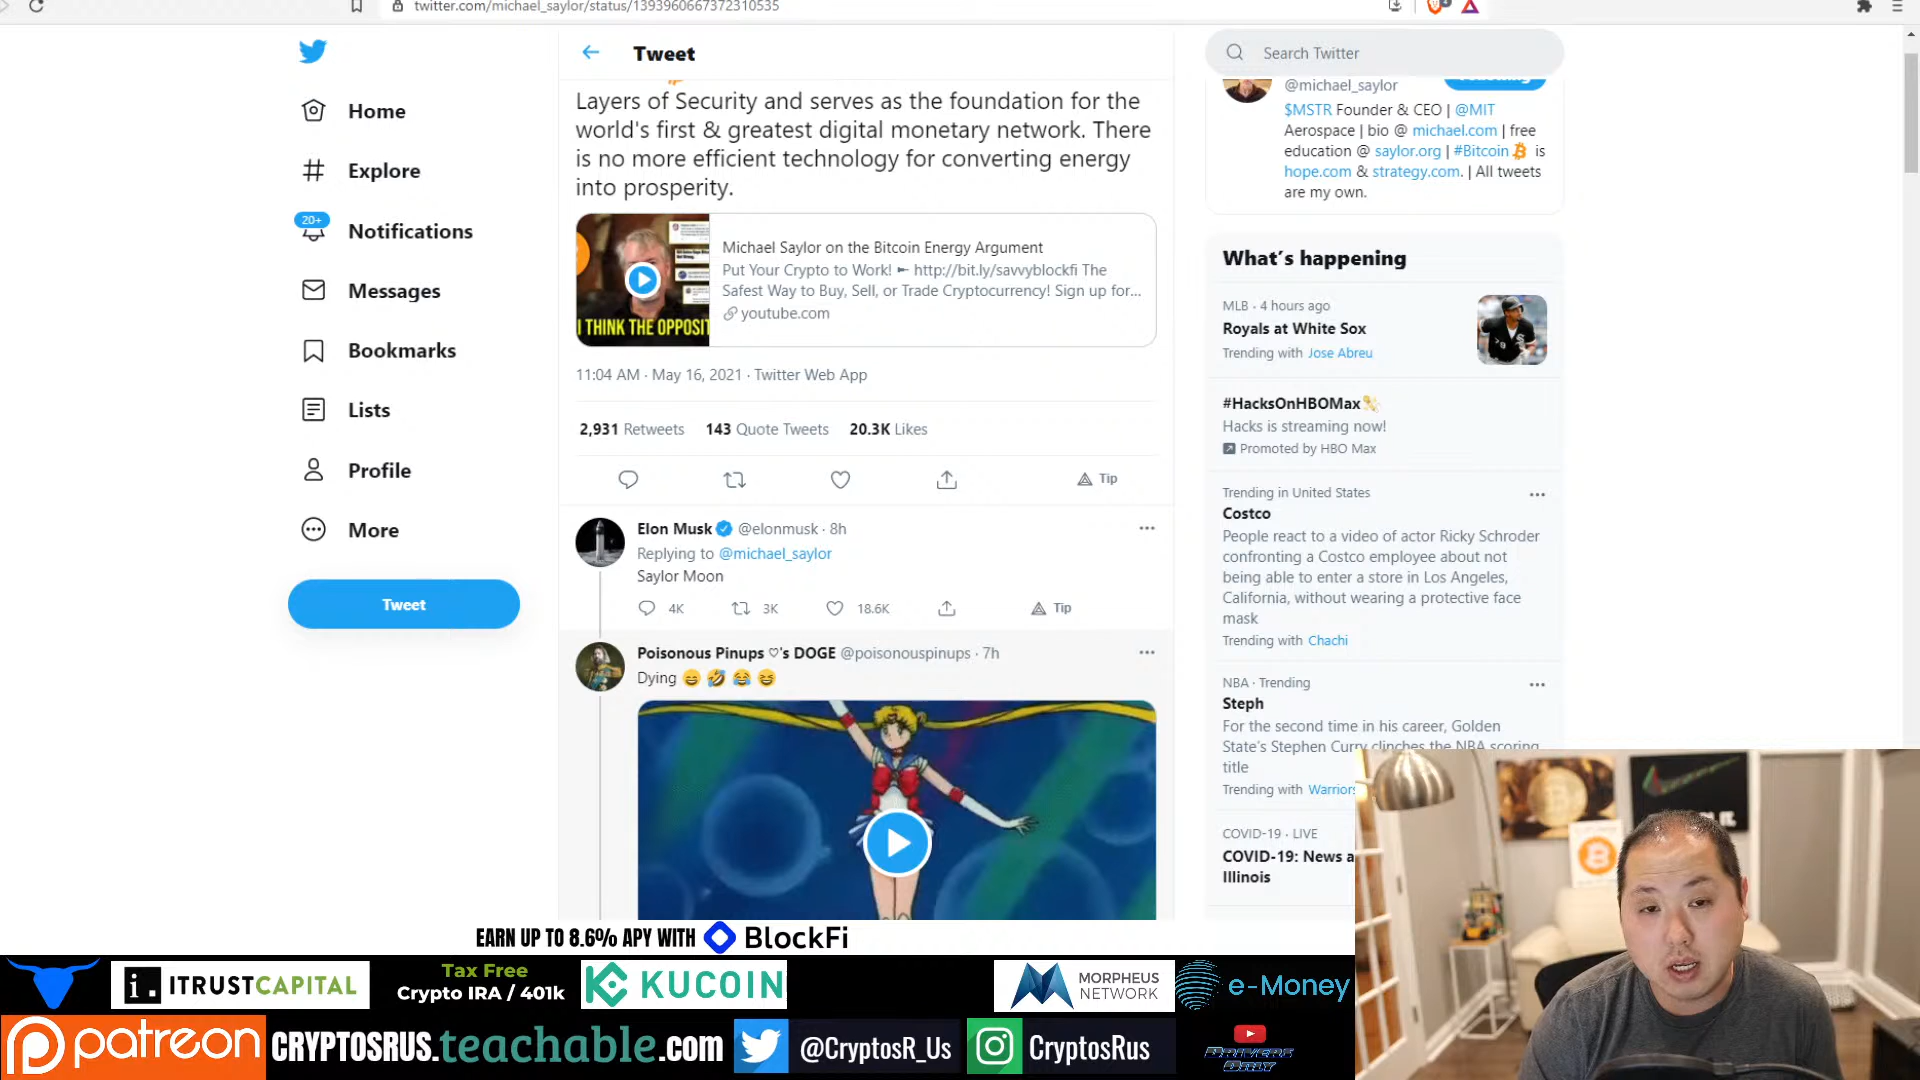 twitter.com/michael_saylor/status/1393960667372310535
Home
Explore
20+
Notifications
Messages
Bookmarks
Lists
Profile
More
Tweet
Tweet
Layers of Security and serves as the foundation for the
world's first & greatest digital monetary network. There
is no more efficient technology for converting energy
into prosperity.
I THINK THE OPPOSIT
Michael Saylor on the Bitcoin Energy Argument
Put Your Crypto to Work! ➸ http://bit.ly/savvyblockfi The
Safest Way to Buy, Sell, or Trade Cryptocurrency! Sign up for...
youtube.com
11:04 AM · May 16, 2021 · Twitter Web App
2,931 Retweets 143 Quote Tweets 20.3K Likes
Tip
Elon Musk @elonmusk · 8h
Replying to @michael_saylor
Saylor Moon
4K 3K 18.6K Tip
Poisonous Pinups ♡'s DOGE @poisonouspinups · 7h
Dying 😄 🤣 😂 😆
Search Twitter
@michael_saylor
$MSTR Founder & CEO | @MIT
Aerospace | bio @ michael.com | free
education @ saylor.org | #Bitcoin is
hope.com & strategy.com. | All tweets
are my own.
What's happening
MLB · 4 hours ago
Royals at White Sox
Trending with Jose Abreu
#HacksOnHBOMax
Hacks is streaming now!
Promoted by HBO Max
Trending in United States
Costco
People react to a video of actor Ricky Schroder
confronting a Costco employee about not
being able to enter a store in Los Angeles,
California, without wearing a protective face
mask
Trending with Chachi
NBA · Trending
Steph
For the second time in his career, Golden
State's Stephen Curry clinches the NBA scoring
title
Trending with Warriors
COVID-19 · LIVE
COVID-19: News a
Illinois
EARN UP TO 8.6% APY WITH BlockFi
i. ITRUSTCAPITAL
Tax Free
Crypto IRA / 401k
KUCOIN
MORPHEUS
NETWORK
e-Money
patreon
CRYPTOSRUS.teachable.com
@CryptosR_Us
CryptosRus
DRIVERS
ONLY